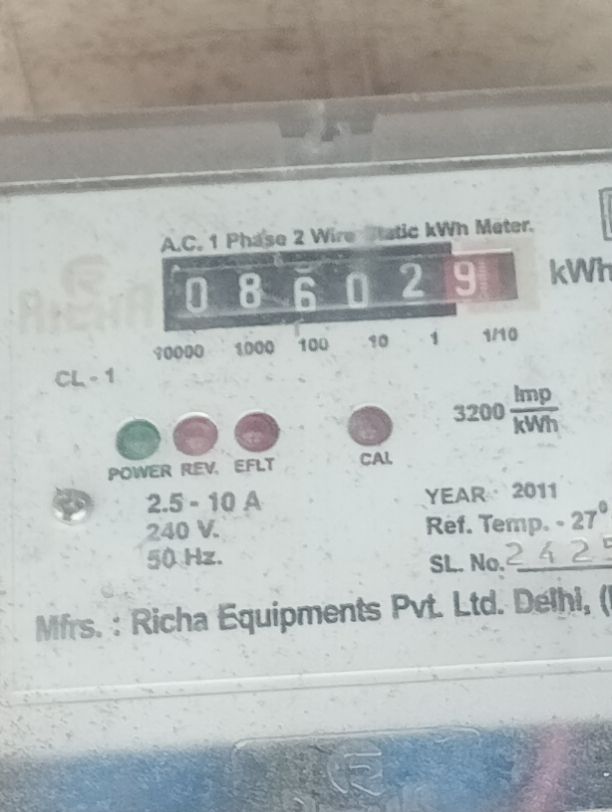 A.C. 1 Phase 2 Wire Static kWh Meter.
0 8 6 0 2 9 kWh
10000 1000 100 10 1 1/10
CL - 1
3200 Imp
kWh
POWER REV. EFLT CAL
2.5 - 10 A
240 V.
50 Hz.
YEAR 2011
Ref. Temp. - 27°
SL. No. 2 4 2 5
Mfrs. : Richa Equipments Pvt. Ltd. Delhi, (